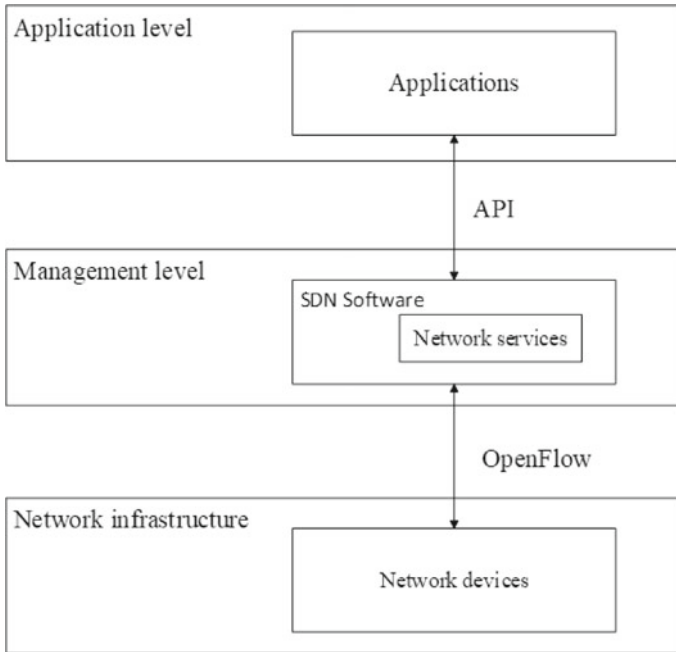 Application level
Applications
API
Management level
SDN Software
Network services
OpenFlow
Network infrastructure
Network devices